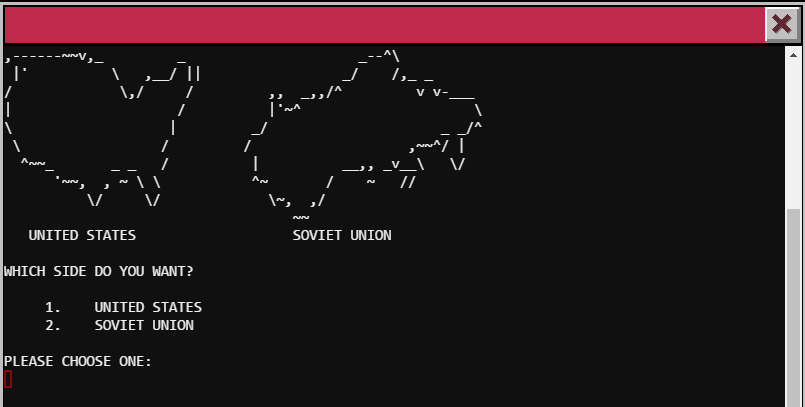 UNITED STATES SOVIET UNION
WHICH SIDE DO YOU WANT?
1. UNITED STATES
2. SOVIET UNION
PLEASE CHOOSE ONE: